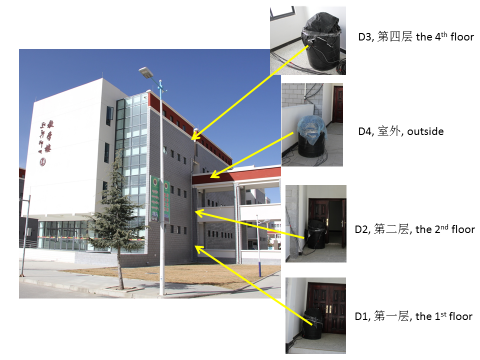 D3, 第四层 the 4th floor
D4, 室外, outside
D2, 第二层, the 2nd floor
D1, 第一层, the 1st floor